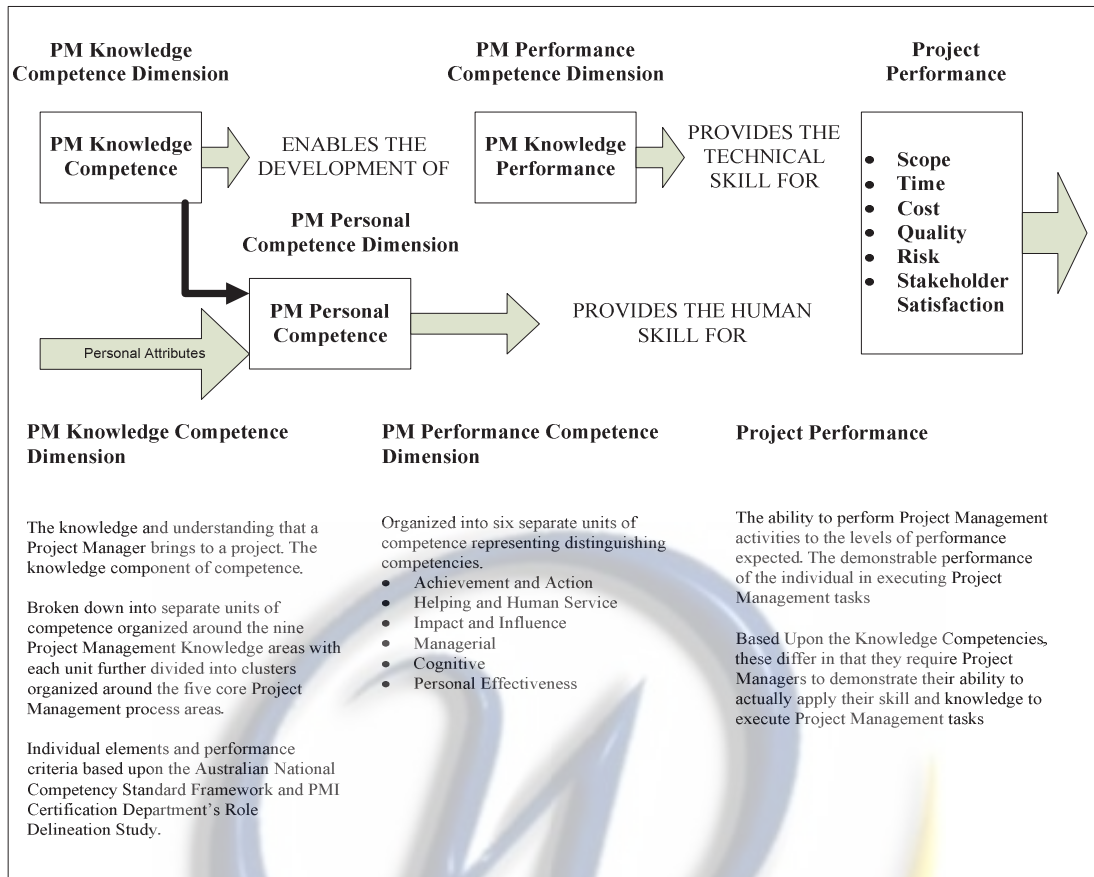 PM Knowledge
Competence Dimension
PM Performance
Competence Dimension
Project
Performance
PM Knowledge
Competence
ENABLES THE
DEVELOPMENT OF
PM Knowledge
Performance
PROVIDES THE
TECHNICAL
SKILL FOR
• Scope
• Time
• Cost
• Quality
• Risk
• Stakeholder
Satisfaction
PM Personal
Competence Dimension
PM Personal
Competence
PROVIDES THE HUMAN
SKILL FOR
Personal Attributes
PM Knowledge Competence
Dimension
The knowledge and understanding that a
Project Manager brings to a project. The
knowledge component of competence.
Broken down into separate units of
competence organized around the nine
Project Management Knowledge areas with
each unit further divided into clusters
organized around the five core Project
Management process areas.
Individual elements and performance
criteria based upon the Australian National
Competency Standard Framework and PMI
Certification Department's Role
Delineation Study.
PM Performance Competence
Dimension
Organized into six separate units of
competence representing distinguishing
competencies.
• Achievement and Action
• Helping and Human Service
• Impact and Influence
• Managerial
• Cognitive
• Personal Effectiveness
Project Performance
The ability to perform Project Management
activities to the levels of performance
expected. The demonstrable performance
of the individual in executing Project
Management tasks
Based Upon the Knowledge Competencies,
these differ in that they require Project
Managers to demonstrate their ability to
actually apply their skill and knowledge to
execute Project Management tasks